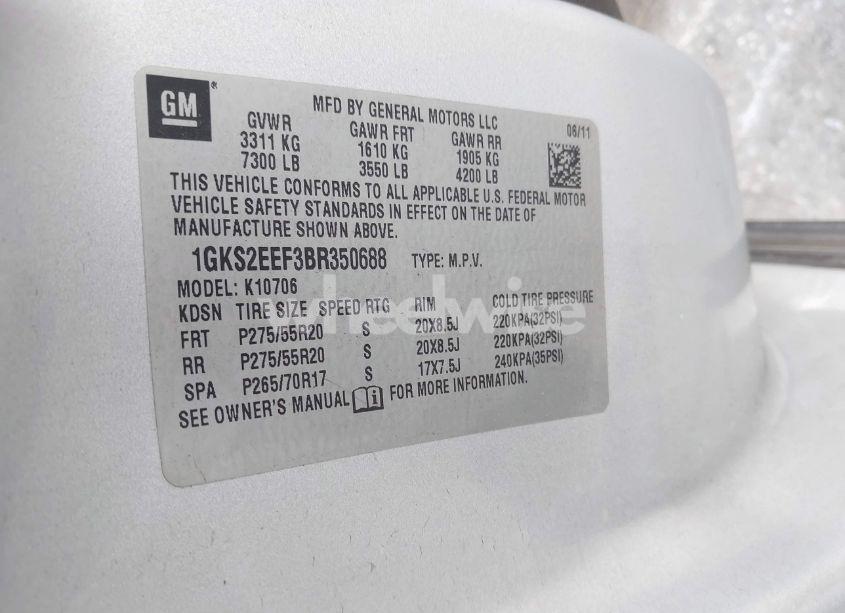 GM
MFD BY GENERAL MOTORS LLC
06/11
GVWR GAWR FRT GAWR RR
3311 KG 1610 KG 1905 KG
7300 LB 3550 LB 4200 LB
THIS VEHICLE CONFORMS TO ALL APPLICABLE U.S. FEDERAL MOTOR
VEHICLE SAFETY STANDARDS IN EFFECT ON THE DATE OF
MANUFACTURE SHOWN ABOVE.
1GKS2EEF3BR350688 TYPE: M.P.V.
MODEL: K10706
KDSN TIRE SIZE SPEED RTG RIM COLD TIRE PRESSURE
FRT P275/55R20 S 20X8.5J 220KPA(32PSI)
RR P275/55R20 S 20X8.5J 220KPA(32PSI)
SPA P265/70R17 S 17X7.5J 240KPA(35PSI)
SEE OWNER'S MANUAL i FOR MORE INFORMATION.
wheelwise